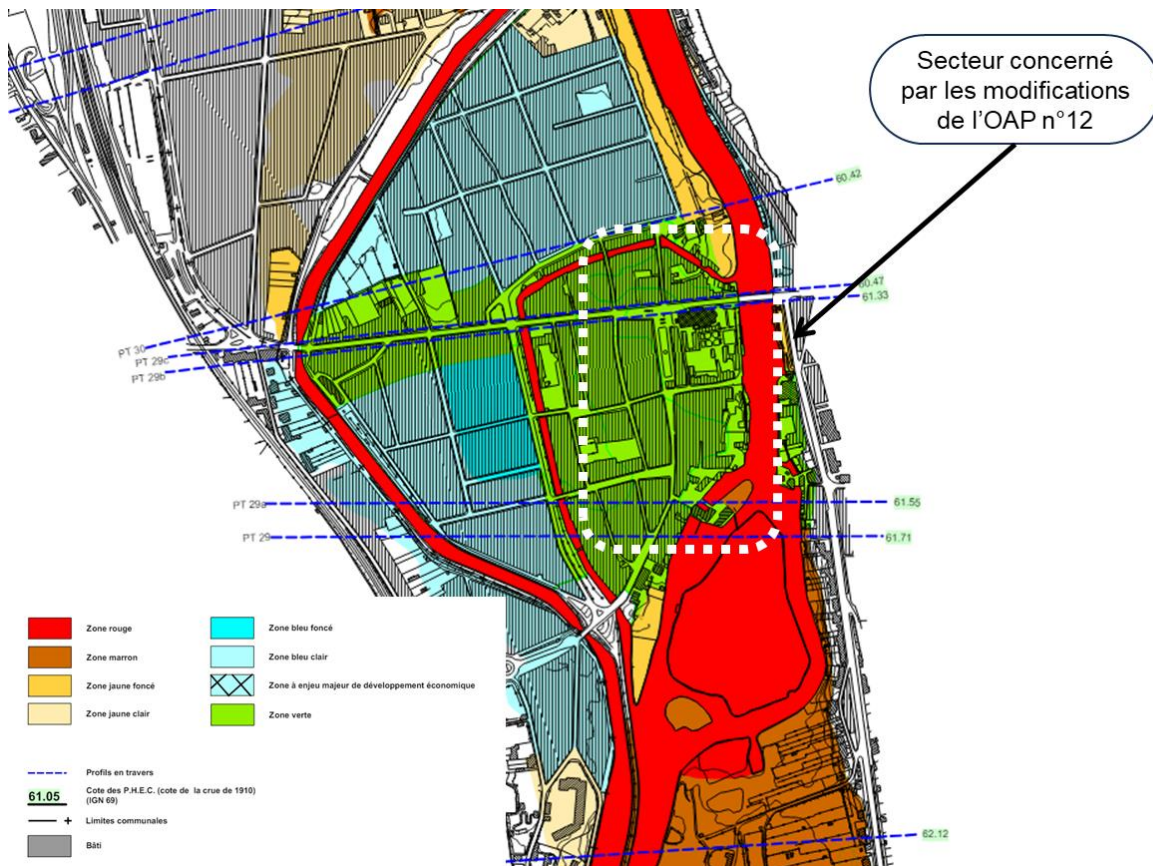 Secteur concerné
par les modifications
de l'OAP n°12
60.42
60.47
61.33
PT 30
PT 29c
PT 29b
PT 29a
61.55
PT 29
61.71
Zone rouge
Zone marron
Zone jaune foncé
Zone jaune clair
Zone bleu foncé
Zone bleu clair
Zone à enjeu majeur de développement économique
Zone verte
Profils en travers
61.05 Cote des P.H.E.C. (cote de la crue de 1910)
(IGN 69)
Limites communales
Bâti
62.12